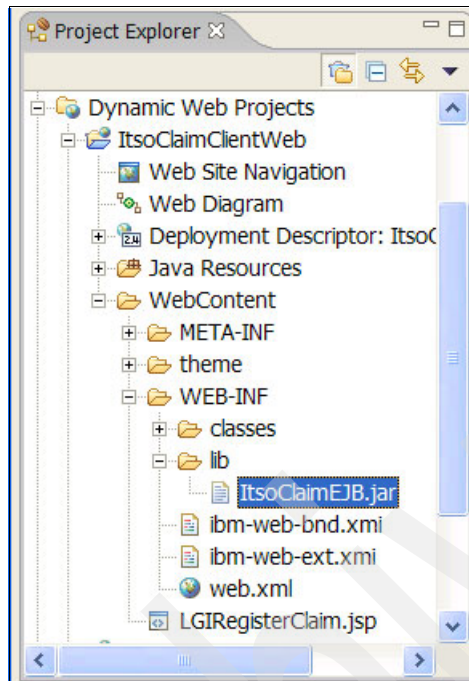 Project Explorer
Dynamic Web Projects
ItsoClaimClientWeb
Web Site Navigation
Web Diagram
2.4
Deployment Descriptor: Itso
Java Resources
WebContent
META-INF
theme
WEB-INF
classes
lib
ItsoClaimEJB.jar
ibm-web-bnd.xmi
ibm-web-ext.xmi
web.xml
LGIRegisterClaim.jsp